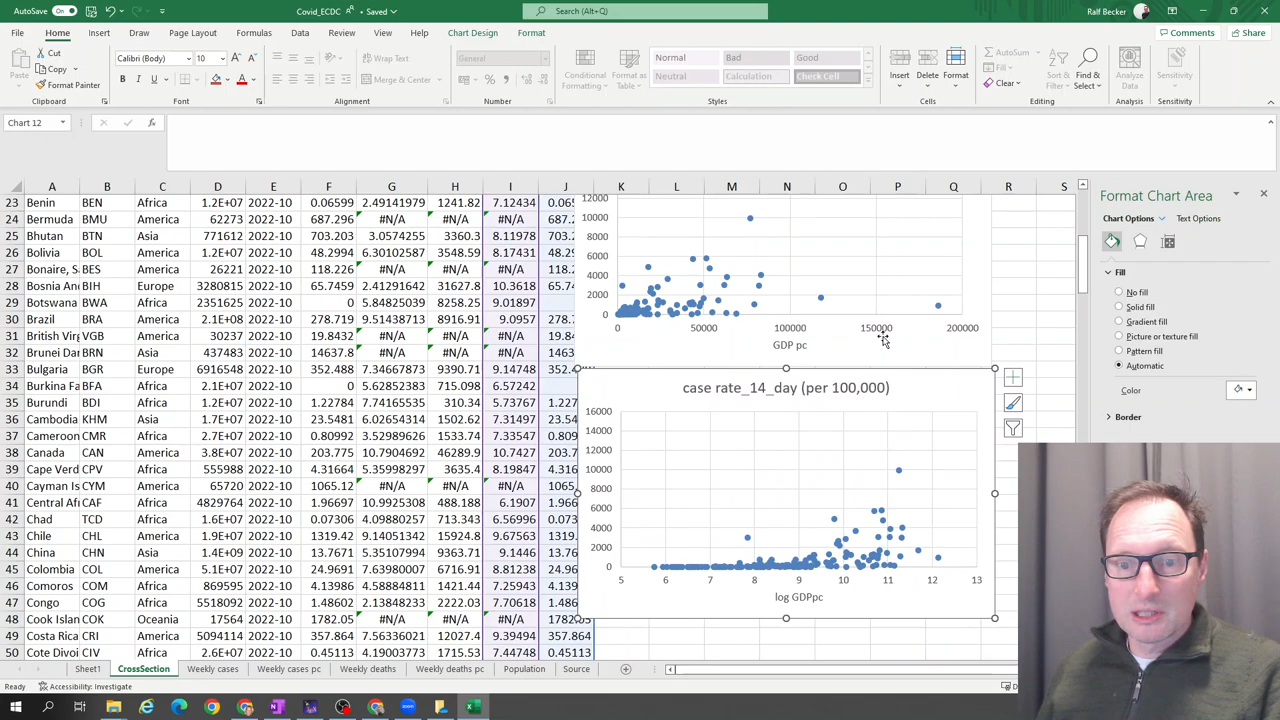 AutoSave On Covid_ECDC • Saved Search (Alt+Q) Ralf Becker
File Home Insert Draw Page Layout Formulas Data Review View Help Chart Design Format Comments Share
Cut
Copy
Format Painter
Paste
Calibri (Body) 10
B I U
Wrap Text
Merge & Center
General
Conditional Formatting
Format as Table
Normal Bad Good
Neutral Calculation Check Cell
Insert Delete Format
AutoSum
Fill
Clear
Sort & Filter
Find & Select
Analyze Data
Sensitivity
Clipboard Font Alignment Number Styles Cells Editing Analysis Sensitivity
Chart 12 fx
A B C D E F G H I J K L M N O P Q R S
23 Benin BEN Africa 1.2E+07 2022-10 0.06599 2.49141979 1241.82 7.12434 0.065
24 Bermuda BMU America 62273 2022-10 687.296 #N/A #N/A #N/A 687.2
25 Bhutan BTN Asia 771612 2022-10 703.203 3.0574255 3360.3 8.11978 703.2
26 Bolivia BOL America 1.2E+07 2022-10 48.2994 6.30102587 3548.59 8.17431 48.29
27 Bonaire, Sa BES America 26221 2022-10 118.226 #N/A #N/A #N/A 118.2
28 Bosnia And BIH Europe 3280815 2022-10 65.7459 2.41291641 31627.8 10.3618 65.74
29 Botswana BWA Africa 2351625 2022-10 0 5.84825039 8258.25 9.01897
30 Brazil BRA America 2.1E+08 2022-10 278.719 9.51438713 8916.91 9.0957 278.7
31 British Virg VGB America 30237 2022-10 19.8432 #N/A #N/A #N/A 19.84
32 Brunei Dar BRN Asia 437483 2022-10 14637.8 #N/A #N/A #N/A 1463
33 Bulgaria BGR Europe 6916548 2022-10 352.488 7.34667873 9390.71 9.14748 352.4
34 Burkina Fa BFA Africa 2.1E+07 2022-10 0 5.62852383 715.098 6.57242
35 Burundi BDI Africa 1.2E+07 2022-10 1.22784 7.74165535 310.34 5.73767 1.227
36 Cambodia KHM Asia 1.7E+07 2022-10 23.5481 6.02654314 1502.62 7.31497 23.54
37 Cameroon CMR Africa 2.7E+07 2022-10 0.80992 3.52989626 1533.74 7.33547 0.809
38 Canada CAN America 3.8E+07 2022-10 203.775 10.7904576 46289.9 10.7427 203.7
39 Cape Verd CPV Africa 555988 2022-10 4.31664 5.35998297 3635.4 8.19847 4.316
40 Cayman Is CYM America 65720 2022-10 1065.12 #N/A #N/A #N/A 1065.
41 Central Afr CAF Africa 4829764 2022-10 1.96697 10.9925308 488.188 6.1907 1.966
42 Chad TCD Africa 1.6E+07 2022-10 0.07306 4.09880257 713.343 6.56996 0.073
43 Chile CHL America 1.9E+07 2022-10 1319.42 9.14310041 15924.8 9.67563 1319.
44 China CHN Asia 1.4E+09 2022-10 13.7671 5.35107994 9363.71 9.1446 13.76
45 Colombia COL America 5.1E+07 2022-10 24.9691 7.63980007 6716.91 8.81238 24.96
46 Comoros COM Africa 869595 2022-10 4.13986 4.58884811 1421.44 7.25943 4.139
47 Congo COG Africa 5518092 2022-10 1.48602 2.13848233 2222.03 7.70618 1.486
48 Cook Islan COK Oceania 17564 2022-10 1782.05 #N/A #N/A #N/A 1782.05
49 Costa Rica CRI America 5094114 2022-10 357.864 7.56336021 12027.4 9.39494 357.864
50 Cote Divoi CIV America 2.6E+07 2022-10 0.45113 4.19003773 1715.53 7.44748 0.45113
12000
10000
8000
6000
4000
2000
0
0 50000 100000 150000 200000
GDP pc
case rate_14_day (per 100,000)
16000
14000
12000
10000
8000
6000
4000
2000
0
5 6 7 8 9 10 11 12 13
log GDPpc
Format Chart Area
Chart Options Text Options
Fill
No fill
Solid fill
Gradient fill
Picture or texture fill
Pattern fill
Automatic
Color
Border
Sheet1 CrossSection Weekly cases Weekly cases pc Weekly deaths Weekly deaths pc Population Source
Ready Accessibility: Investigate